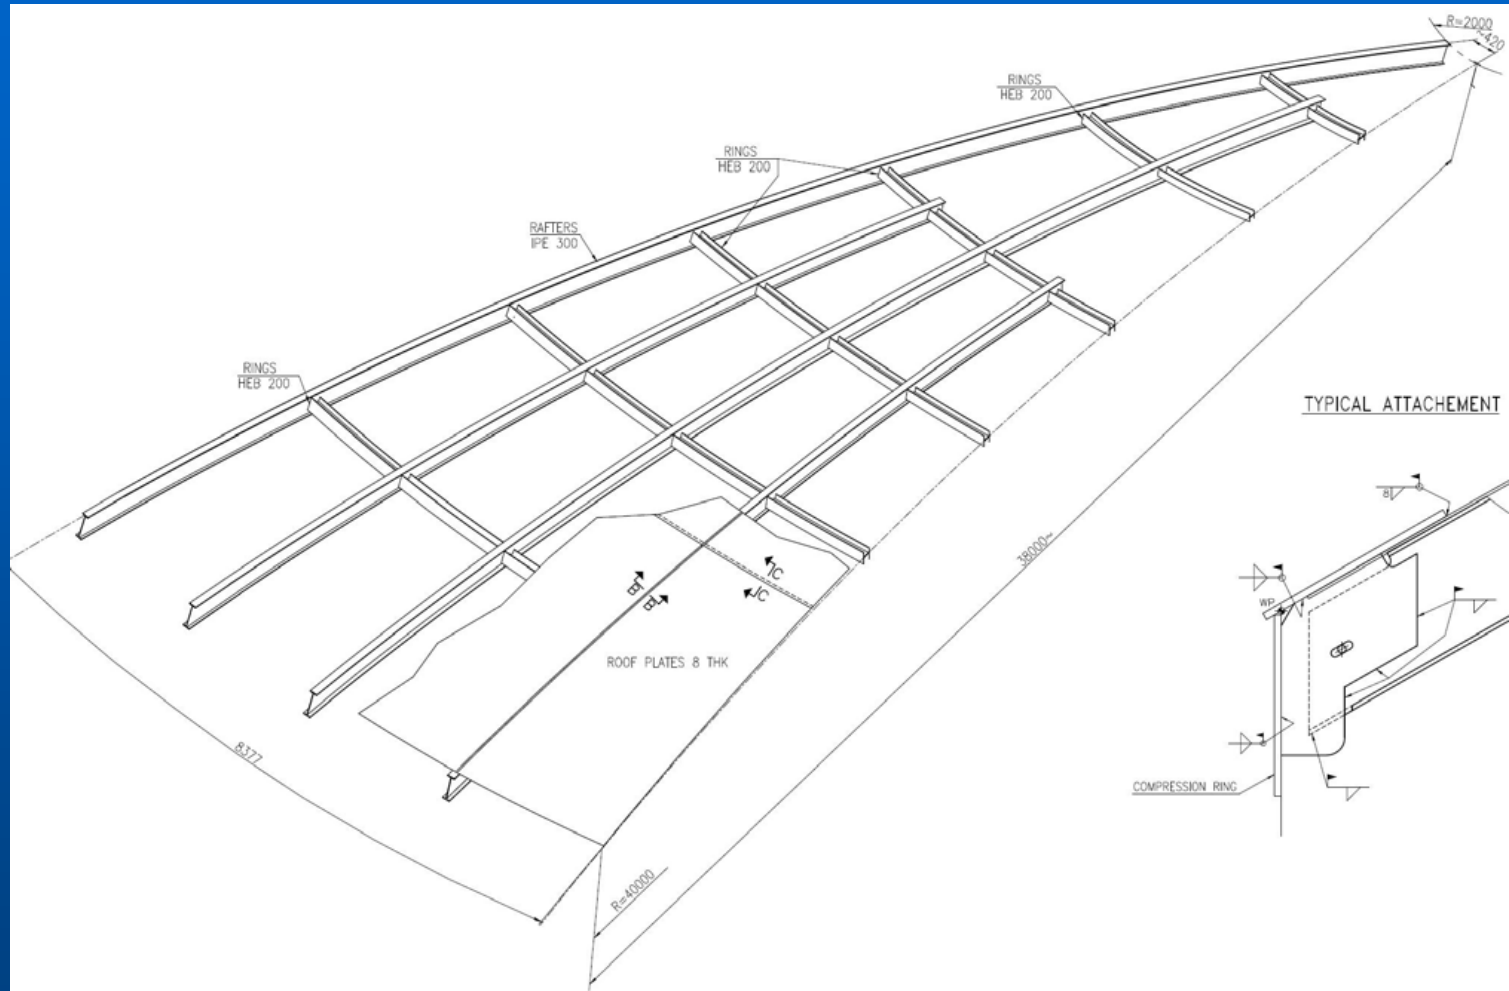 R=2000
~420
RINGS
HEB 200
RINGS
HEB 200
RAFTERS
IPE 300
RINGS
HEB 200
TYPICAL ATTACHEMENT
8
38000~
C
C
B
B
WP
ROOF PLATES 8 THK
8377
COMPRESSION RING
R=40000